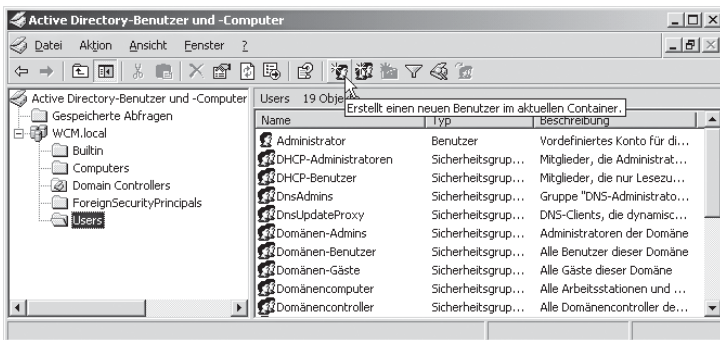 Active Directory-Benutzer und -Computer
Datei Aktion Ansicht Fenster ?
Active Directory-Benutzer und -Computer
Gespeicherte Abfragen
WCM.local
Builtin
Computers
Domain Controllers
ForeignSecurityPrincipals
Users
Users 19 Obje
Erstellt einen neuen Benutzer im aktuellen Container.
Name Typ Beschreibung
Administrator Benutzer Vordefiniertes Konto für di...
DHCP-Administratoren Sicherheitsgrup... Mitglieder, die Administrat...
DHCP-Benutzer Sicherheitsgrup... Mitglieder, die nur Lesezu...
DnsAdmins Sicherheitsgrup... Gruppe "DNS-Administrato...
DnsUpdateProxy Sicherheitsgrup... DNS-Clients, die dynamisc...
Domänen-Admins Sicherheitsgrup... Administratoren der Domäne
Domänen-Benutzer Sicherheitsgrup... Alle Benutzer dieser Domäne
Domänen-Gäste Sicherheitsgrup... Alle Gäste dieser Domäne
Domänencomputer Sicherheitsgrup... Alle Arbeitsstationen und ...
Domänencontroller Sicherheitsgrup... Alle Domänencontroller de...